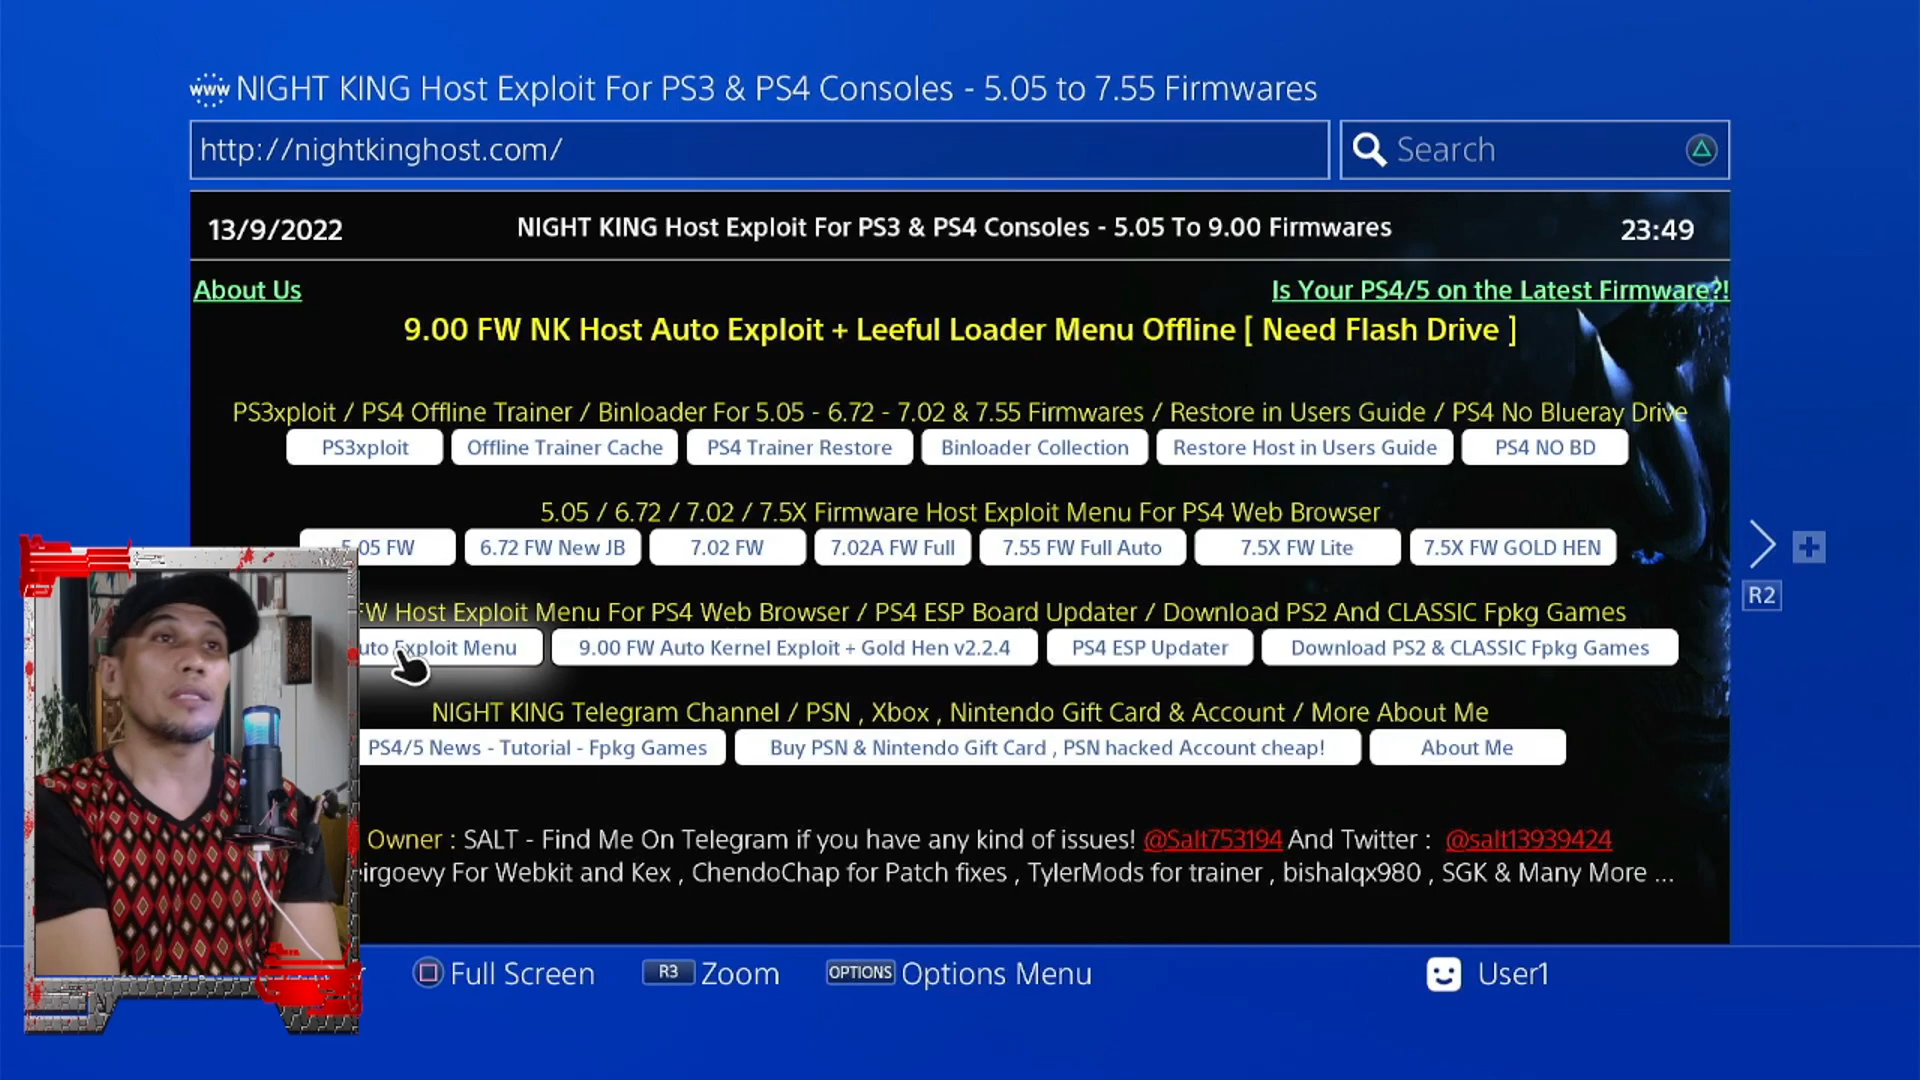 www NIGHT KING Host Exploit For PS3 & PS4 Consoles - 5.05 to 7.55 Firmwares
http://nightkinghost.com/
Search
13/9/2022
NIGHT KING Host Exploit For PS3 & PS4 Consoles - 5.05 To 9.00 Firmwares
23:49
About Us
Is Your PS4/5 on the Latest Firmware?!
9.00 FW NK Host Auto Exploit + Leeful Loader Menu Offline [ Need Flash Drive ]
PS3xploit / PS4 Offline Trainer / Binloader For 5.05 - 6.72 - 7.02 & 7.55 Firmwares / Restore in Users Guide / PS4 No Blueray Drive
PS3xploit
Offline Trainer Cache
PS4 Trainer Restore
Binloader Collection
Restore Host in Users Guide
PS4 NO BD
5.05 / 6.72 / 7.02 / 7.5X Firmware Host Exploit Menu For PS4 Web Browser
5.05 FW
6.72 FW New JB
7.02 FW
7.02A FW Full
7.55 FW Full Auto
7.5X FW Lite
7.5X FW GOLD HEN
FW Host Exploit Menu For PS4 Web Browser / PS4 ESP Board Updater / Download PS2 And CLASSIC Fpkg Games
Exploit Menu
9.00 FW Auto Kernel Exploit + Gold Hen v2.2.4
PS4 ESP Updater
Download PS2 & CLASSIC Fpkg Games
NIGHT KING Telegram Channel / PSN , Xbox , Nintendo Gift Card & Account / More About Me
PS4/5 News - Tutorial - Fpkg Games
Buy PSN & Nintendo Gift Card , PSN hacked Account cheap!
About Me
Owner : SALT - Find Me On Telegram if you have any kind of issues! @Salt753194 And Twitter : @salt13939424
For Webkit and Kex , ChendoChap for Patch fixes , TylerMods for trainer , bishalqx980 , SGK & Many More ...
R2
Full Screen
R3 Zoom
OPTIONS Options Menu
User1